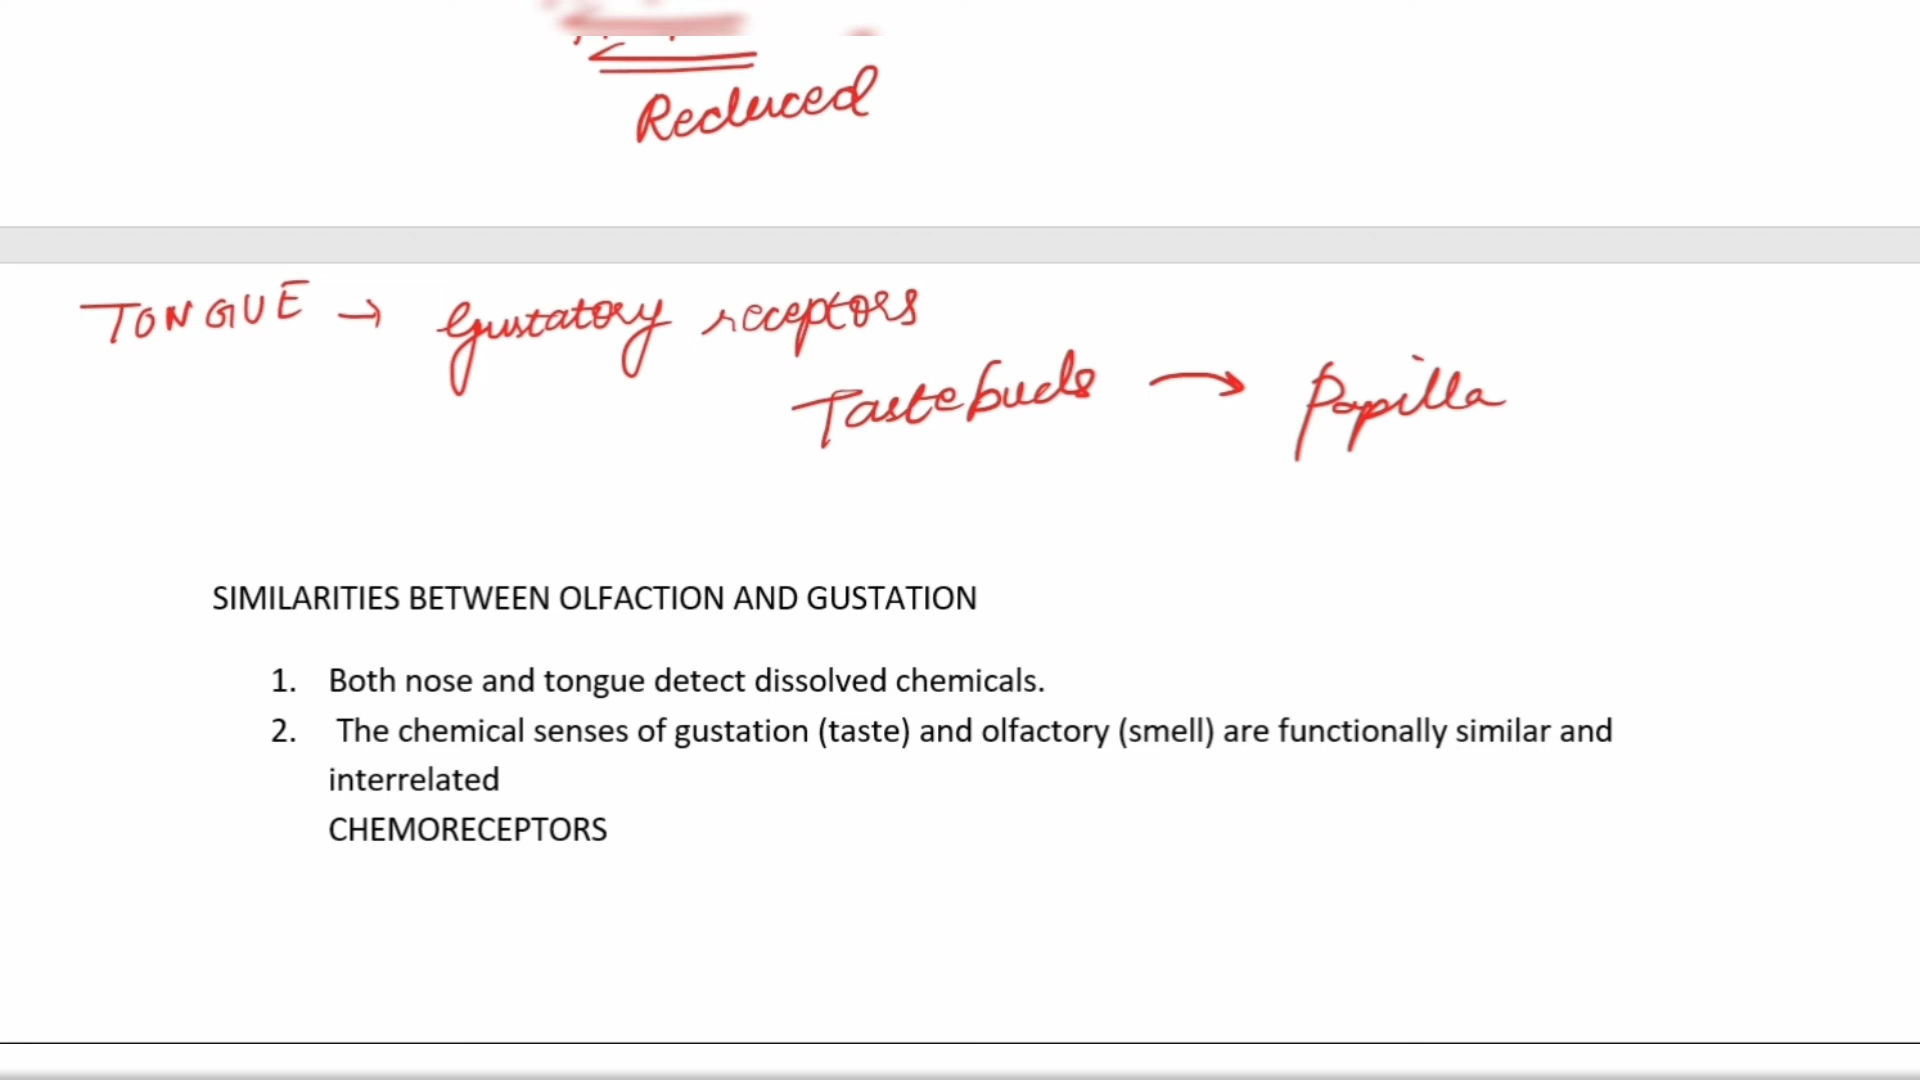 Reduced
TONGUE → Gustatory receptors
Tastebuds → Papilla
SIMILARITIES BETWEEN OLFACTION AND GUSTATION
1. Both nose and tongue detect dissolved chemicals.
2. The chemical senses of gustation (taste) and olfactory (smell) are functionally similar and
interrelated
CHEMORECEPTORS